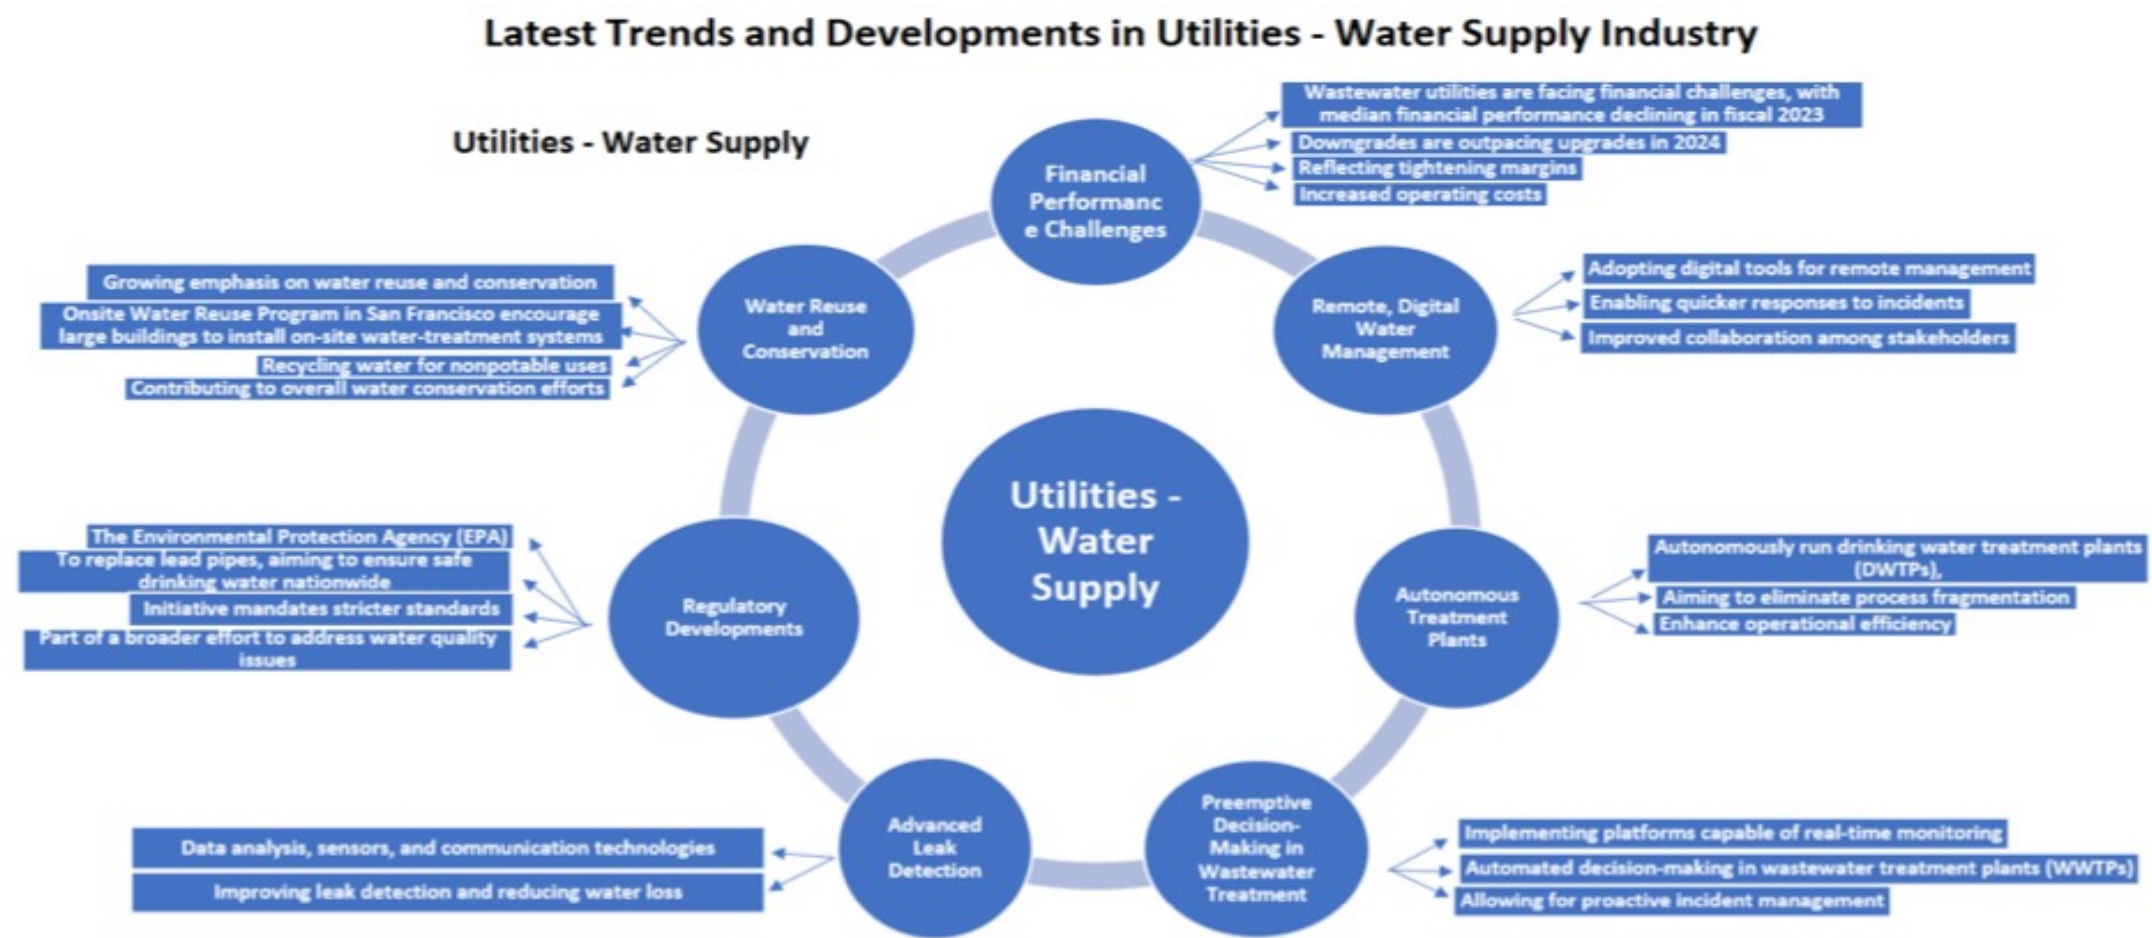 Latest Trends and Developments in Utilities - Water Supply Industry
Utilities - Water Supply
Financial
Performanc
e Challenges
Wastewater utilities are facing financial challenges, with
median financial performance declining in fiscal 2023
Downgrades are outpacing upgrades in 2024
Reflecting tightening margins
Increased operating costs
Remote, Digital
Water
Management
Adopting digital tools for remote management
Enabling quicker responses to incidents
Improved collaboration among stakeholders
Autonomous
Treatment
Plants
Autonomously run drinking water treatment plants
(DWTPs),
Aiming to eliminate process fragmentation
Enhance operational efficiency
Preemptive
Decision-
Making in
Wastewater
Treatment
Implementing platforms capable of real-time monitoring
Automated decision-making in wastewater treatment plants (WWTPs)
Allowing for proactive incident management
Advanced
Leak
Detection
Data analysis, sensors, and communication technologies
Improving leak detection and reducing water loss
Regulatory
Developments
The Environmental Protection Agency (EPA)
To replace lead pipes, aiming to ensure safe
drinking water nationwide
Initiative mandates stricter standards
Part of a broader effort to address water quality
issues
Water Reuse
and
Conservation
Growing emphasis on water reuse and conservation
Onsite Water Reuse Program in San Francisco encourage
large buildings to install on-site water-treatment systems
Recycling water for nonpotable uses
Contributing to overall water conservation efforts
Utilities -
Water
Supply